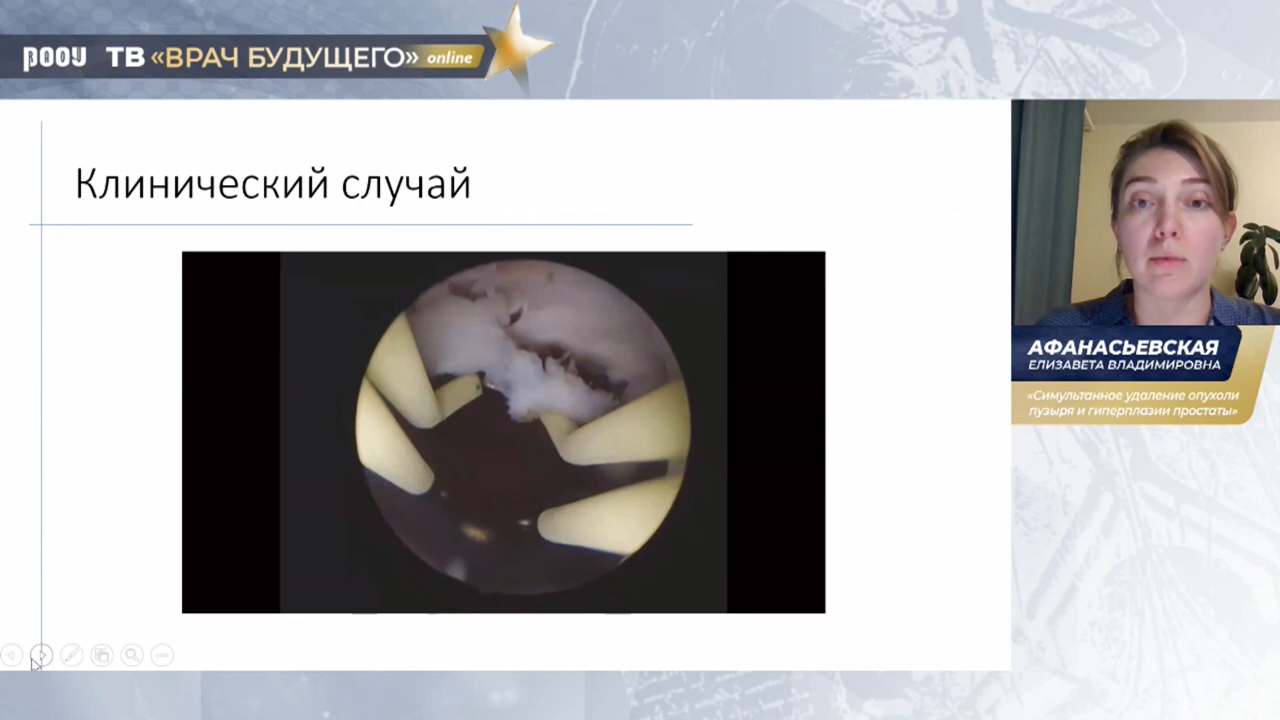 РООУ ТВ «ВРАЧ БУДУЩЕГО» online
Клинический случай
АФАНАСЬЕВСКАЯ
ЕЛИЗАВЕТА ВЛАДИМИРОВНА
«Симультанное удаление опухоли
пузыря и гиперплазии простаты»